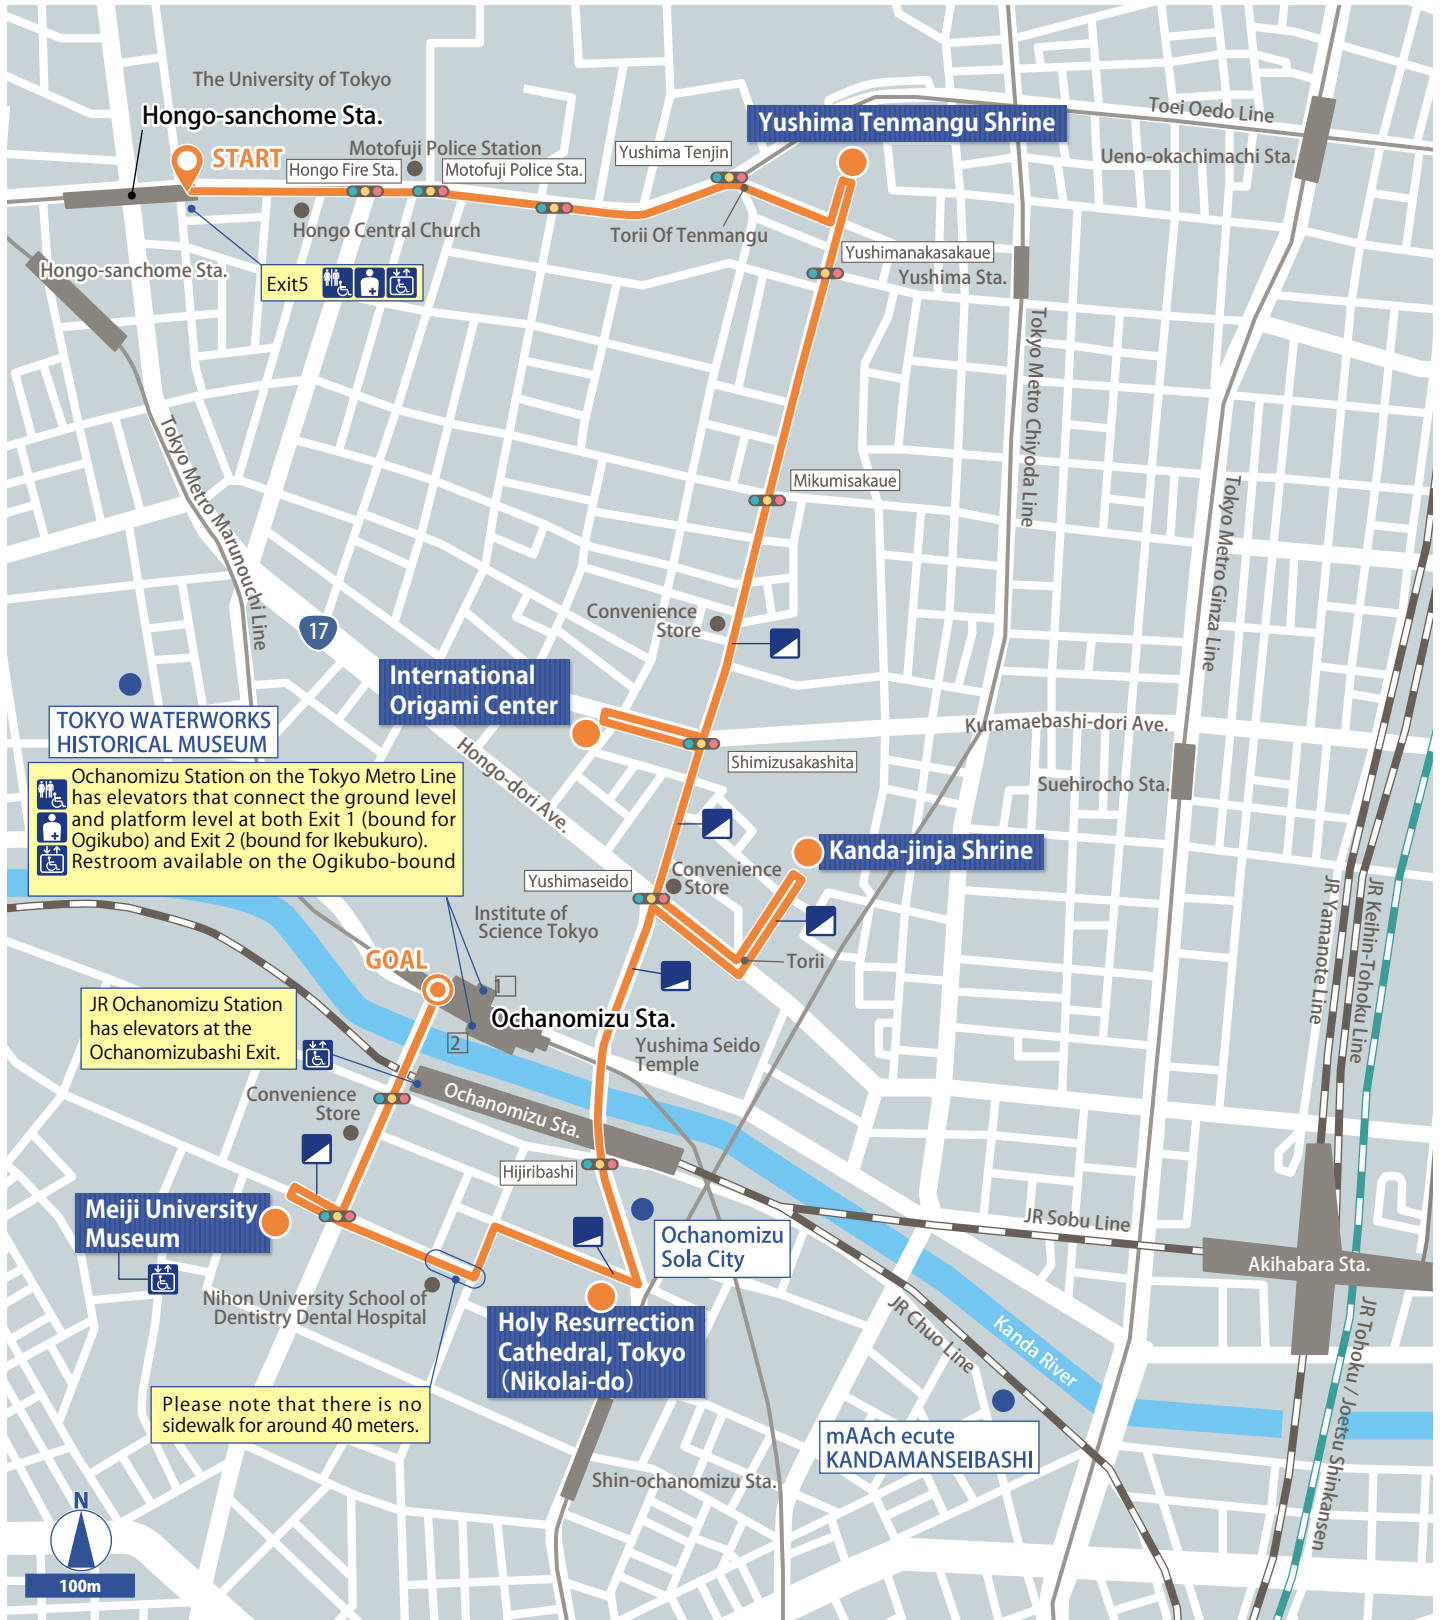 The University of Tokyo
Hongo-sanchome Sta.
START
Motofuji Police Station
Hongo Fire Sta.
Motofuji Police Sta.
Yushima Tenjin
Yushima Tenmangu Shrine
Toei Oedo Line
Ueno-okachimachi Sta.
Hongo Central Church
Torii Of Tenmangu
Yushimanakasakaue
Yushima Sta.
Hongo-sanchome Sta.
Exit5
Tokyo Metro Chiyoda Line
Tokyo Metro Marunouchi Line
Mikumisakaue
Tokyo Metro Ginza Line
Convenience
Store
17
International
Origami Center
TOKYO WATERWORKS
HISTORICAL MUSEUM
Kuramaebashi-dori Ave.
Shimizusakashita
Hongo-dori Ave.
Suehirocho Sta.
Ochanomizu Station on the Tokyo Metro Line
has elevators that connect the ground level
and platform level at both Exit 1 (bound for
Ogikubo) and Exit 2 (bound for Ikebukuro).
Restroom available on the Ogikubo-bound
Kanda-jinja Shrine
Convenience
Store
Yushimaseido
Institute of
Science Tokyo
Torii
GOAL
1
2
Ochanomizu Sta.
JR Ochanomizu Station
has elevators at the
Ochanomizubashi Exit.
Yushima Seido
Temple
JR Yamanote Line
JR Keihin-Tohoku Line
Convenience
Store
Ochanomizu Sta.
Hijiribashi
Meiji University
Museum
Ochanomizu
Sola City
JR Sobu Line
Akihabara Sta.
Nihon University School of
Dentistry Dental Hospital
Holy Resurrection
Cathedral, Tokyo
(Nikolai-do)
JR Chuo Line
Kanda River
JR Tohoku / Joetsu Shinkansen
Please note that there is no
sidewalk for around 40 meters.
mAAch ecute
KANDAMANSEIBASHI
Shin-ochanomizu Sta.
N
100m